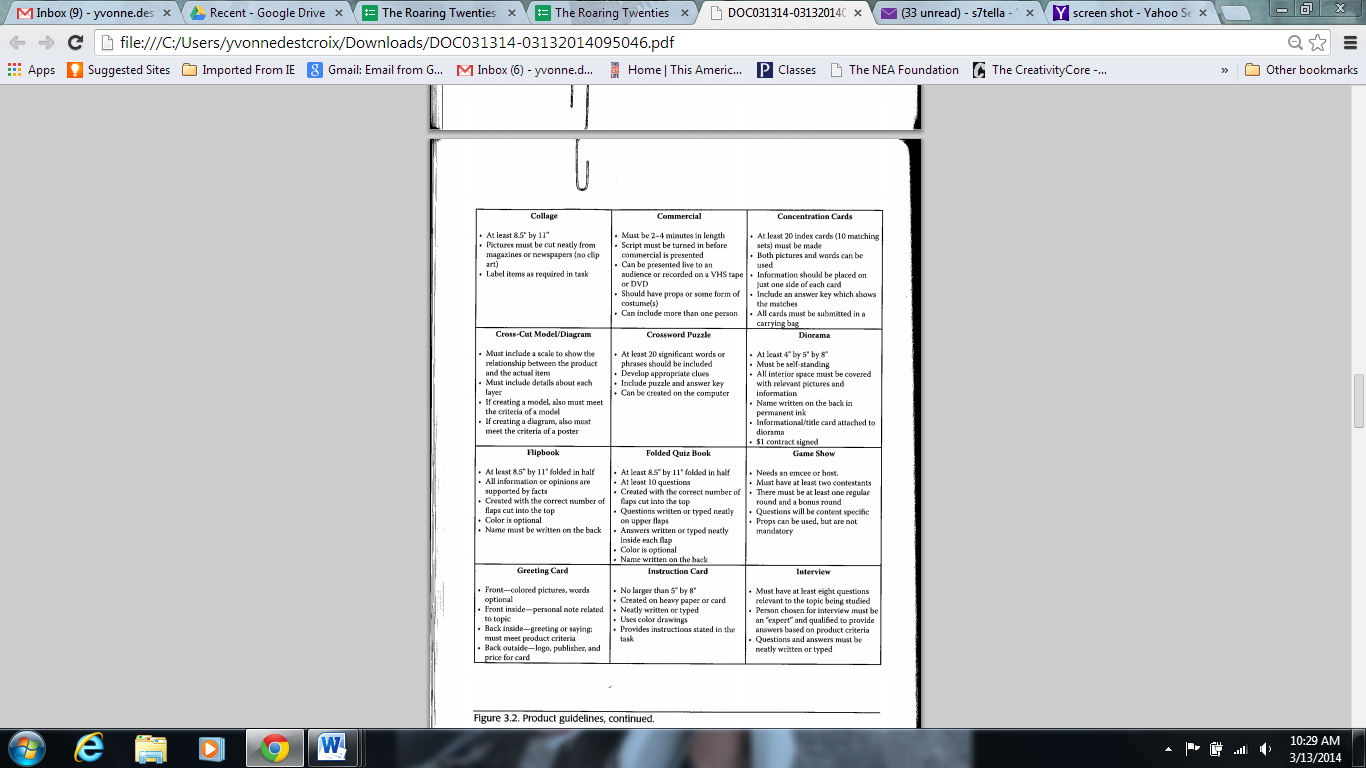 Inbox (9) - yvonne.des
Recent - Google Drive
The Roaring Twenties
The Roaring Twenties
DOC031314-031320140
(33 unread) - s7tella -
screen shot - Yahoo Se
file:///C:/Users/yvonnedestcroix/Downloads/DOC031314-03132014095046.pdf
Apps
Suggested Sites
Imported From IE
Gmail: Email from G...
Inbox (6) - yvonne.d...
Home | This Americ...
Classes
The NEA Foundation
The CreativityCore -...
»
Other bookmarks
Collage
• At least 8.5" by 11"
• Pictures must be cut neatly from
magazines or newspapers (no clip
art)
• Label items as required in task
Commercial
• Must be 2–4 minutes in length
• Script must be turned in before
commercial is presented
• Can be presented live to an
audience or recorded on a VHS tape
or DVD
• Should have props or some form of
costume(s)
• Can include more than one person
Concentration Cards
• At least 20 index cards (10 matching
sets) must be made
• Both pictures and words can be
used
• Information should be placed on
just one side of each card
• Include an answer key which shows
the matches
• All cards must be submitted in a
carrying bag
Cross-Cut Model/Diagram
• Must include a scale to show the
relationship between the product
and the actual item
• Must include details about each
layer
• If creating a model, also must meet
the criteria of a model
• If creating a diagram, also must
meet the criteria of a poster
Crossword Puzzle
• At least 20 significant words or
phrases should be included
• Develop appropriate clues
• Include puzzle and answer key
• Can be created on the computer
Diorama
• At least 4" by 5" by 8"
• Must be self-standing
• All interior space must be covered
with relevant pictures and
information
• Name written on the back in
permanent ink
• Informational/title card attached to
diorama
• $1 contract signed
Flipbook
• At least 8.5" by 11" folded in half
• All information or opinions are
supported by facts
• Created with the correct number of
flaps cut into the top
• Color is optional
• Name must be written on the back
Folded Quiz Book
• At least 8.5" by 11" folded in half
• At least 10 questions
• Created with the correct number of
flaps cut into the top
• Questions written or typed neatly
on upper flaps
• Answers written or typed neatly
inside each flap
• Color is optional
• Name written on the back
Game Show
• Needs an emcee or host.
• Must have at least two contestants
• There must be at least one regular
round and a bonus round
• Questions will be content specific
• Props can be used, but are not
mandatory
Greeting Card
• Front—colored pictures, words
optional
• Front inside—personal note related
to topic
• Back inside—greeting or saying;
must meet product criteria
• Back outside—logo, publisher, and
price for card
Instruction Card
• No larger than 5" by 8"
• Created on heavy paper or card
• Neatly written or typed
• Uses color drawings
• Provides instructions stated in the
task
Interview
• Must have at least eight questions
relevant to the topic being studied
• Person chosen for interview must be
an "expert" and qualified to provide
answers based on product criteria
• Questions and answers must be
neatly written or typed
Figure 3.2. Product guidelines, continued.
10:29 AM
3/13/2014